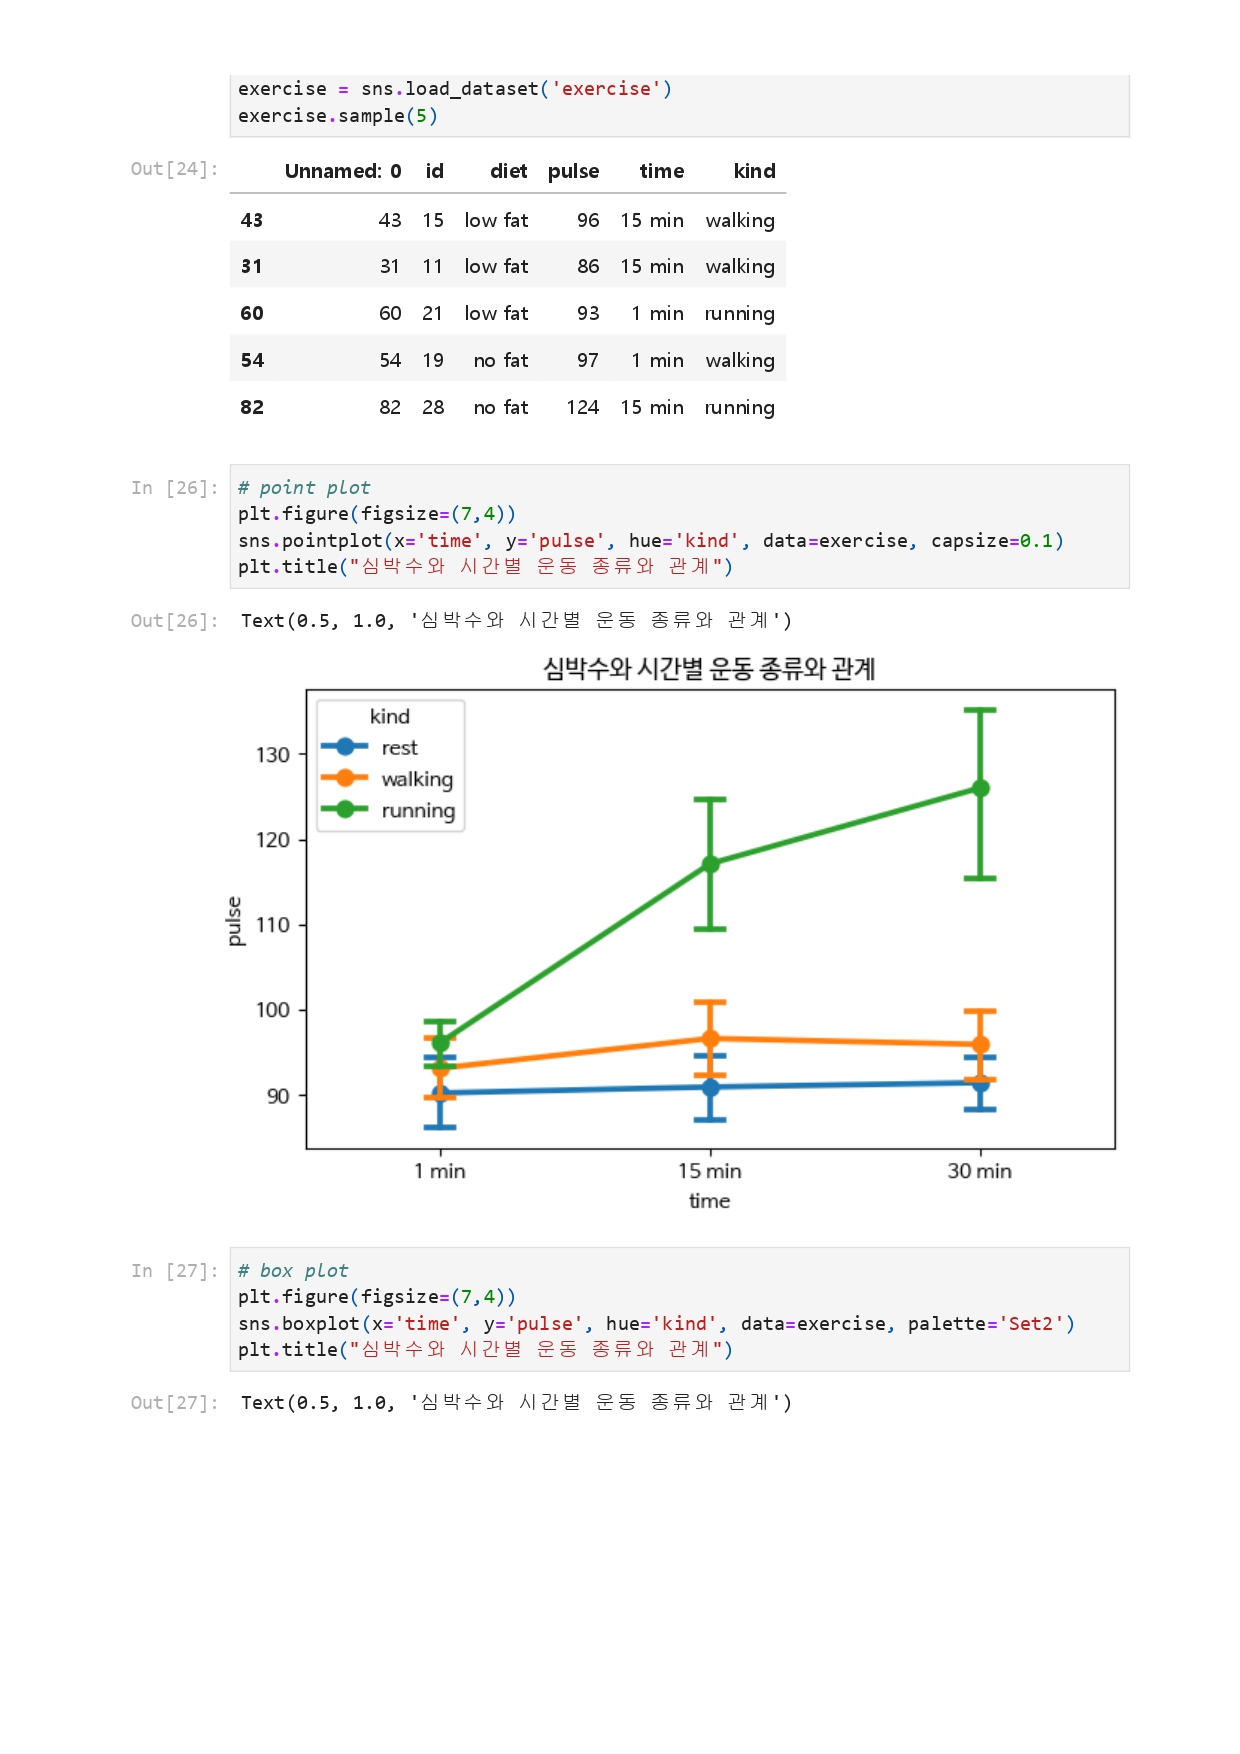 exercise = sns.load_dataset('exercise')
exercise.sample(5)
Out[24]:
Unnamed: 0 id diet pulse time kind
43 43 15 low fat 96 15 min walking
31 31 11 low fat 86 15 min walking
60 60 21 low fat 93 1 min running
54 54 19 no fat 97 1 min walking
82 82 28 no fat 124 15 min running
In [26]:
# point plot
plt.figure(figsize=(7,4))
sns.pointplot(x='time', y='pulse', hue='kind', data=exercise, capsize=0.1)
plt.title("심박수와 시간별 운동 종류와 관계")
Out[26]: Text(0.5, 1.0, '심박수와 시간별 운동 종류와 관계')
심박수와 시간별 운동 종류와 관계
kind
rest
walking
running
130
120
110
100
90
pulse
1 min 15 min 30 min
time
In [27]:
# box plot
plt.figure(figsize=(7,4))
sns.boxplot(x='time', y='pulse', hue='kind', data=exercise, palette='Set2')
plt.title("심박수와 시간별 운동 종류와 관계")
Out[27]: Text(0.5, 1.0, '심박수와 시간별 운동 종류와 관계')